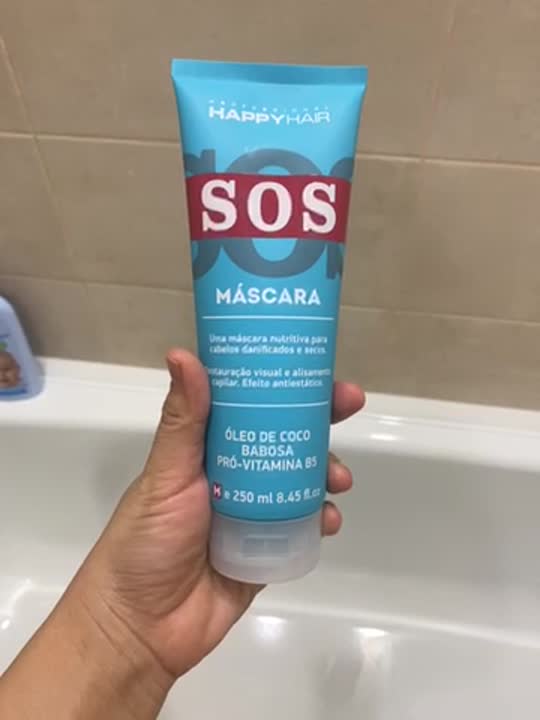 PROFESSIONAL
HAPPYHAIR
SOS
MÁSCARA
Uma máscara nutritiva para
cabelos danificados e secos.
Restauração visual e alisamento
capilar. Efeito antiestático.
ÓLEO DE COCO
BABOSA
PRÓ-VITAMINA B5
M e 250 ml 8.45 fl.oz